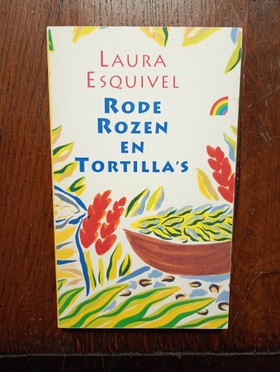 LAURA
ESQUIVEL
RODE
ROZEN
EN
TORTILLA'S